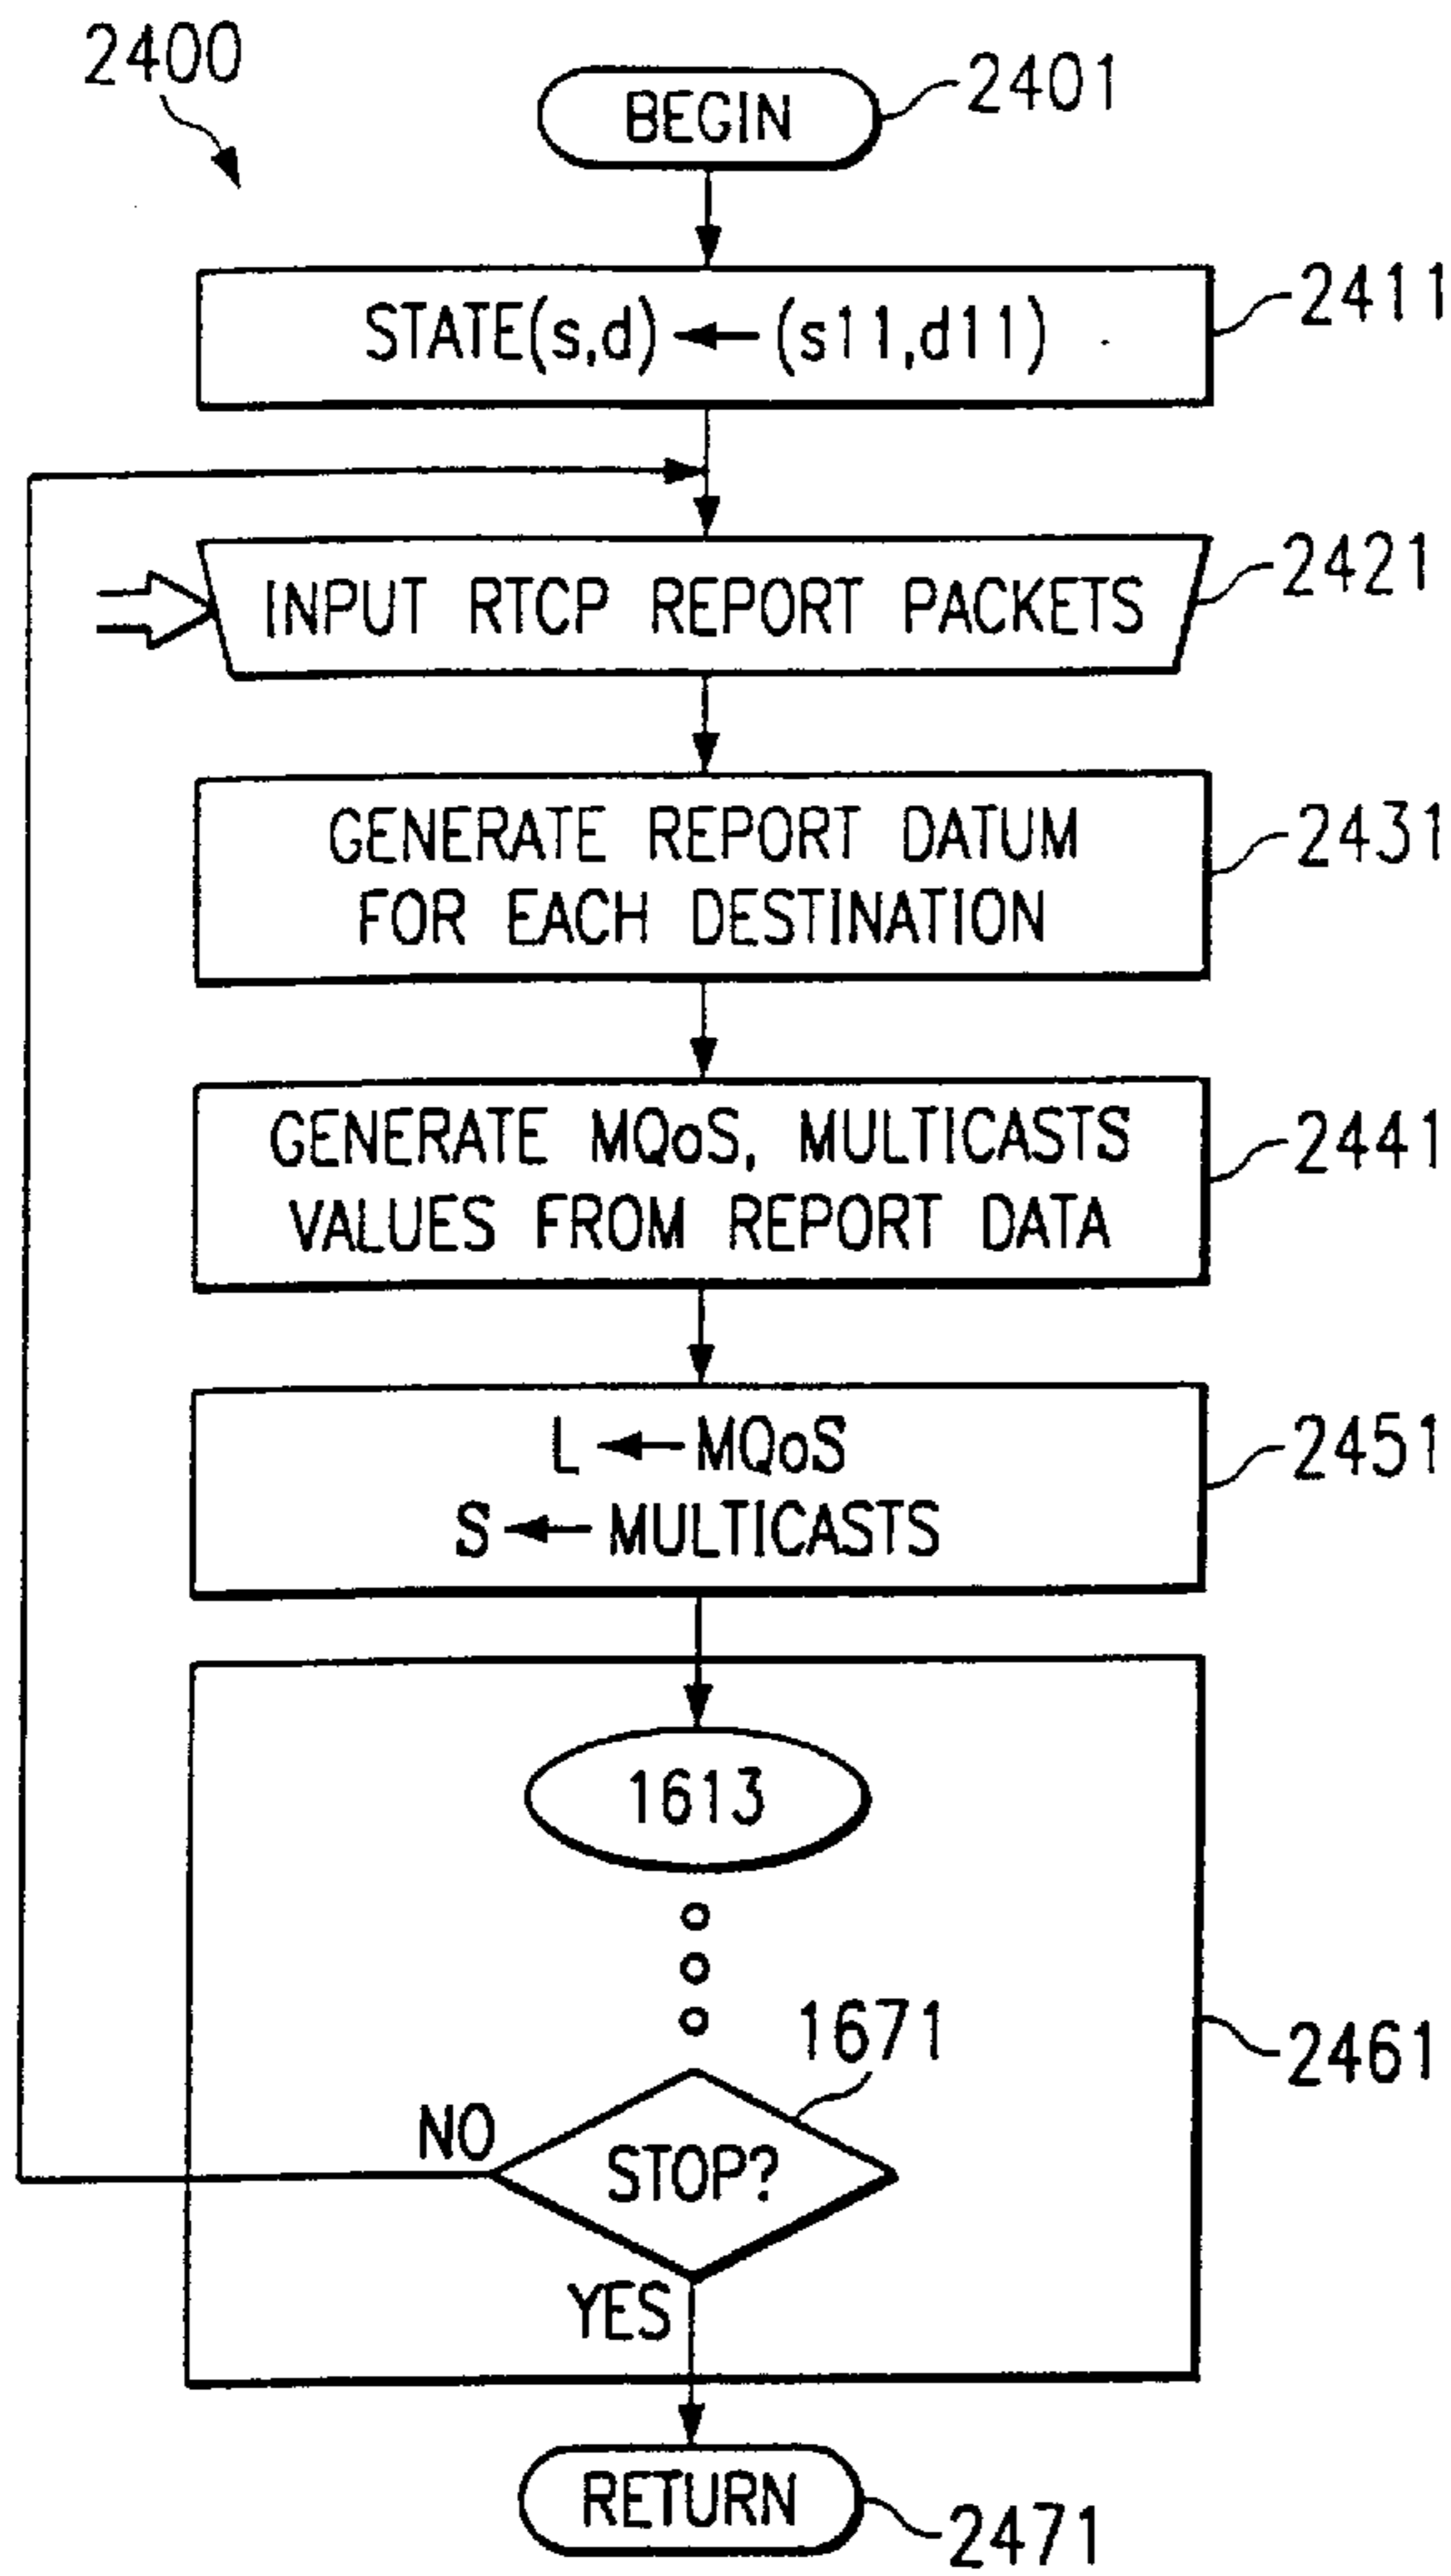 2400
BEGIN
2401
STATE(s,d) ← (s11,d11)
2411
INPUT RTCP REPORT PACKETS
2421
GENERATE REPORT DATUM
FOR EACH DESTINATION
2431
GENERATE MQoS, MULTICASTS
VALUES FROM REPORT DATA
2441
L ← MQoS
S ← MULTICASTS
2451
1613
1671
2461
NO
STOP?
YES
RETURN
2471